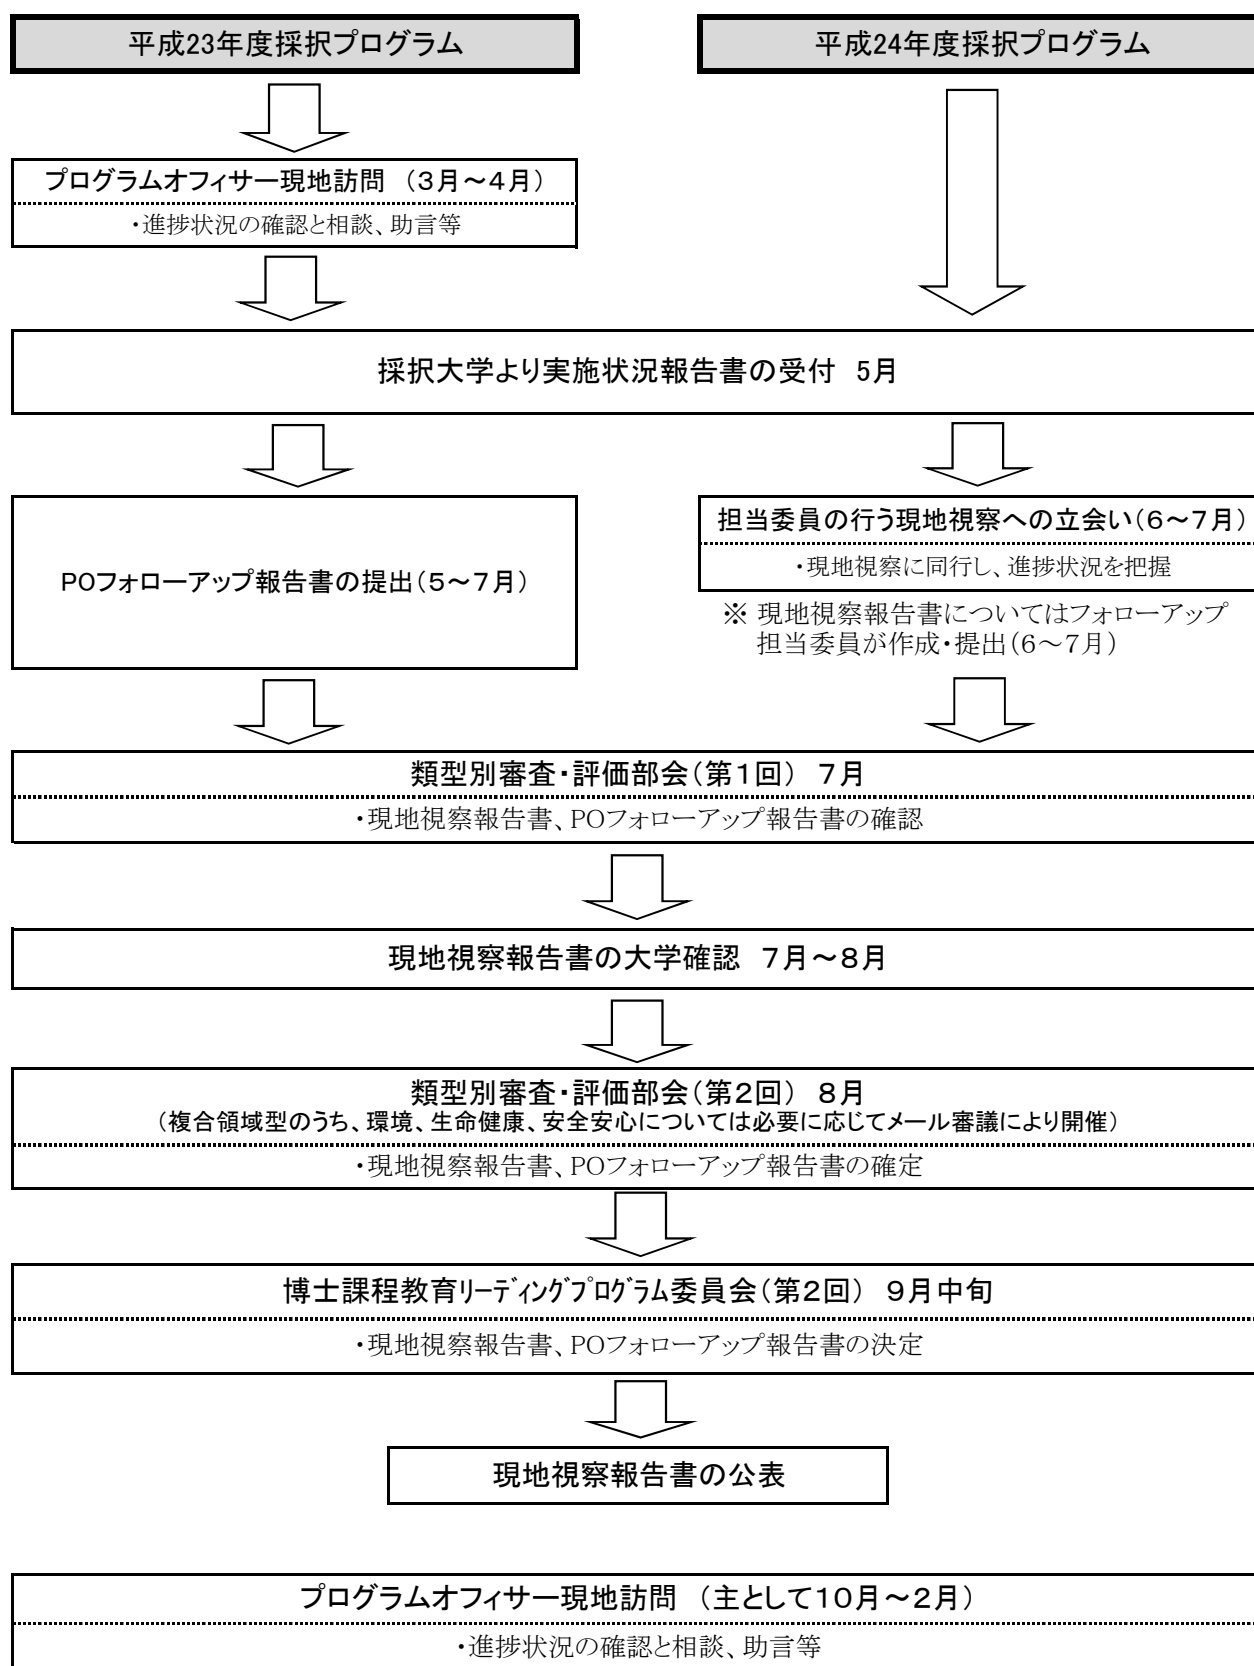 平成23年度採択プログラム
平成24年度採択プログラム
プログラムオフィサー現地訪問 (3月～4月)
・進捗状況の確認と相談、助言等
採択大学より実施状況報告書の受付 5月
POフォローアップ報告書の提出(5～7月)
担当委員の行う現地視察への立会い(6～7月)
・現地視察に同行し、進捗状況を把握
※ 現地視察報告書についてはフォローアップ
担当委員が作成・提出(6～7月)
類型別審査・評価部会(第1回) 7月
・現地視察報告書、POフォローアップ報告書の確認
現地視察報告書の大学確認 7月～8月
類型別審査・評価部会(第2回) 8月
(複合領域型のうち、環境、生命健康、安全安心については必要に応じてメール審議により開催)
・現地視察報告書、POフォローアップ報告書の確定
博士課程教育ﾘｰﾃﾞｨﾝｸﾞﾌﾟﾛｸﾞﾗﾑ委員会(第2回) 9月中旬
・現地視察報告書、POフォローアップ報告書の決定
現地視察報告書の公表
プログラムオフィサー現地訪問 (主として10月～2月)
・進捗状況の確認と相談、助言等